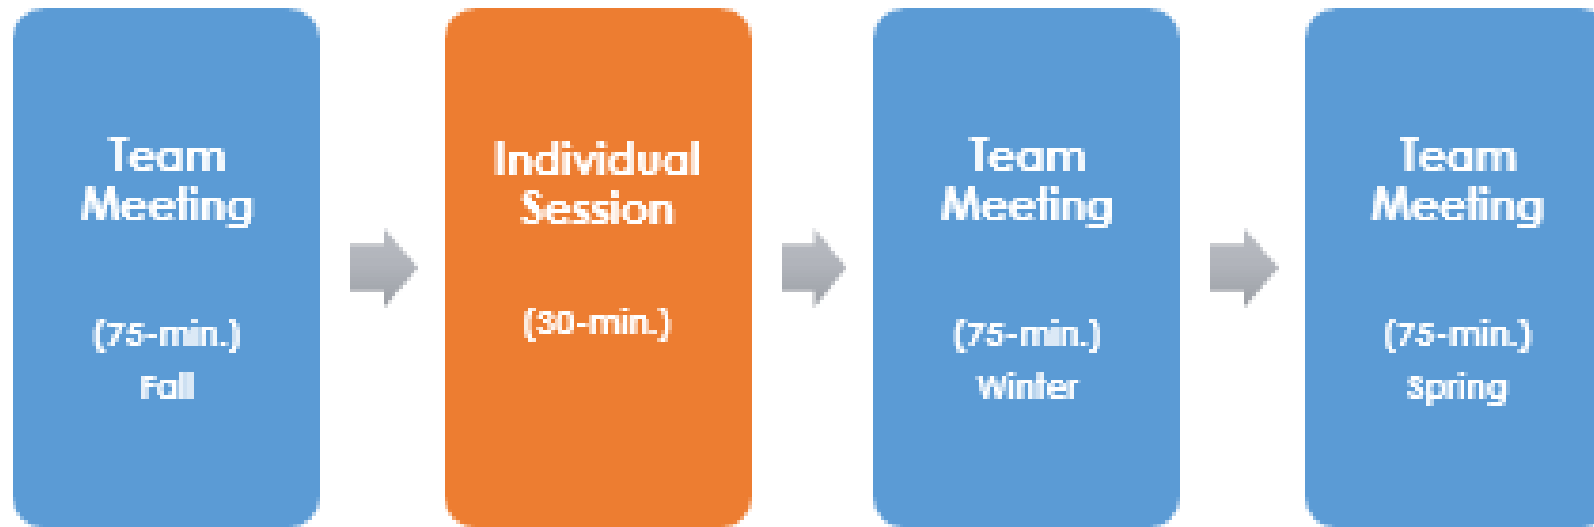 Team
Meeting
(75-min.)
Fall
Individual
Session
(30-min.)
Team
Meeting
(75-min.)
Winter
Team
Meeting
(75-min.)
Spring